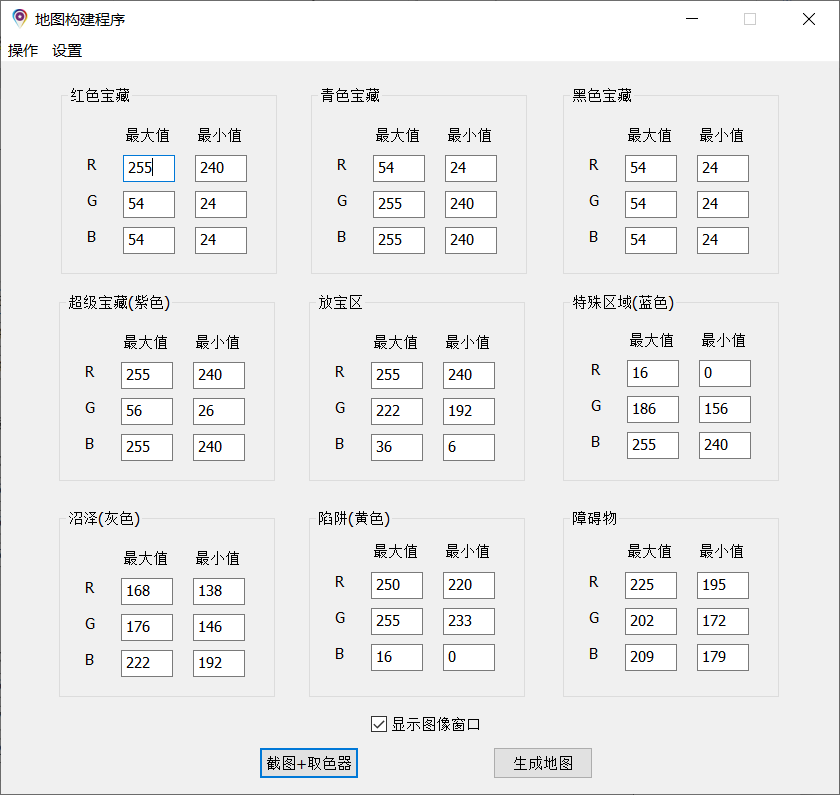 地图构建程序
操作 设置
红色宝藏 青色宝藏 黑色宝藏
最大值 最小值 最大值 最小值 最大值 最小值
R 255 240 R 54 24 R 54 24
G 54 24 G 255 240 G 54 24
B 54 24 B 255 240 B 54 24
超级宝藏(紫色) 放宝区 特殊区域(蓝色)
最大值 最小值 最大值 最小值 最大值 最小值
R 255 240 R 255 240 R 16 0
G 56 26 G 222 192 G 186 156
B 255 240 B 36 6 B 255 240
沼泽(灰色) 陷阱(黄色) 障碍物
最大值 最小值 最大值 最小值 最大值 最小值
R 168 138 R 250 220 R 225 195
G 176 146 G 255 233 G 202 172
B 222 192 B 16 0 B 209 179
显示图像窗口
截图+取色器 生成地图